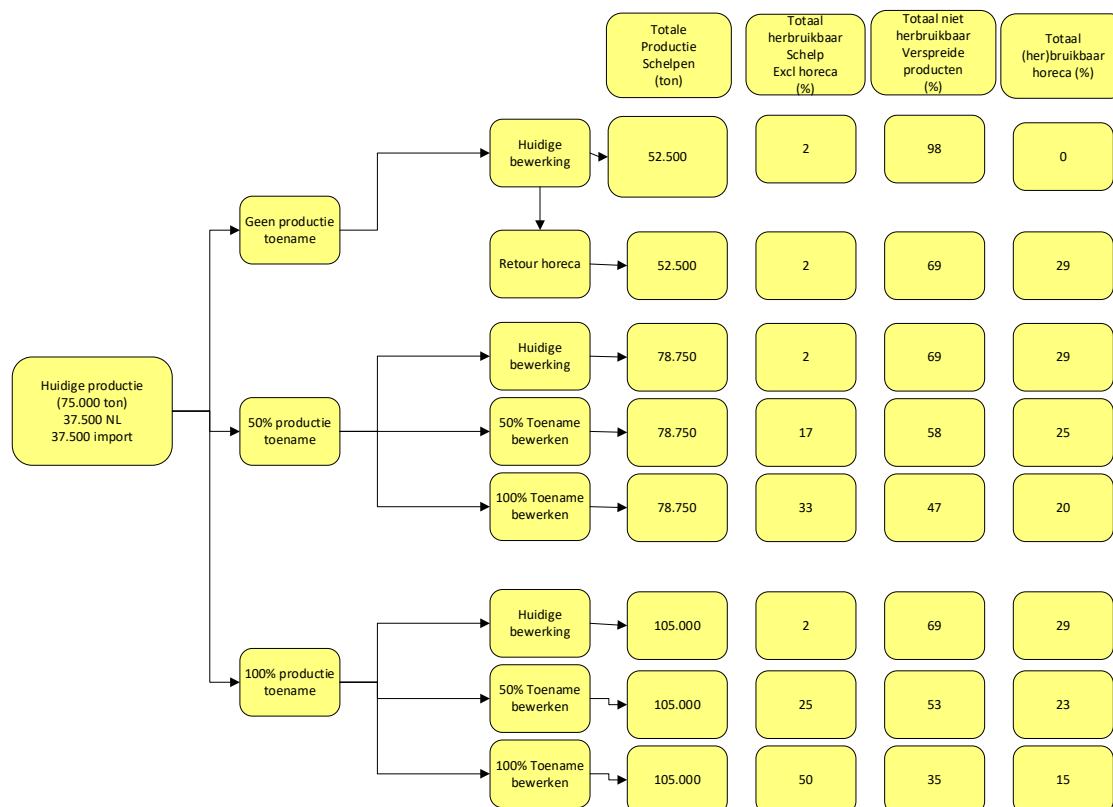 Totale
Productie
Schelpen
(ton)
Totaal
herbruikbaar
Schelp
Excl horeca
(%)
Totaal niet
herbruikbaar
Verspreide
producten
(%)
Totaal
(her)bruikbaar
horeca (%)
Huidige
bewerking
52.500
2
98
0
Geen productie
toename
Retour horeca
52.500
2
69
29
Huidige productie
(75.000 ton)
37.500 NL
37.500 import
Huidige
bewerking
78.750
2
69
29
50% productie
toename
50% Toename
bewerken
78.750
17
58
25
100% Toename
bewerken
78.750
33
47
20
Huidige
bewerking
105.000
2
69
29
100% productie
toename
50% Toename
bewerken
105.000
25
53
23
100% Toename
bewerken
105.000
50
35
15